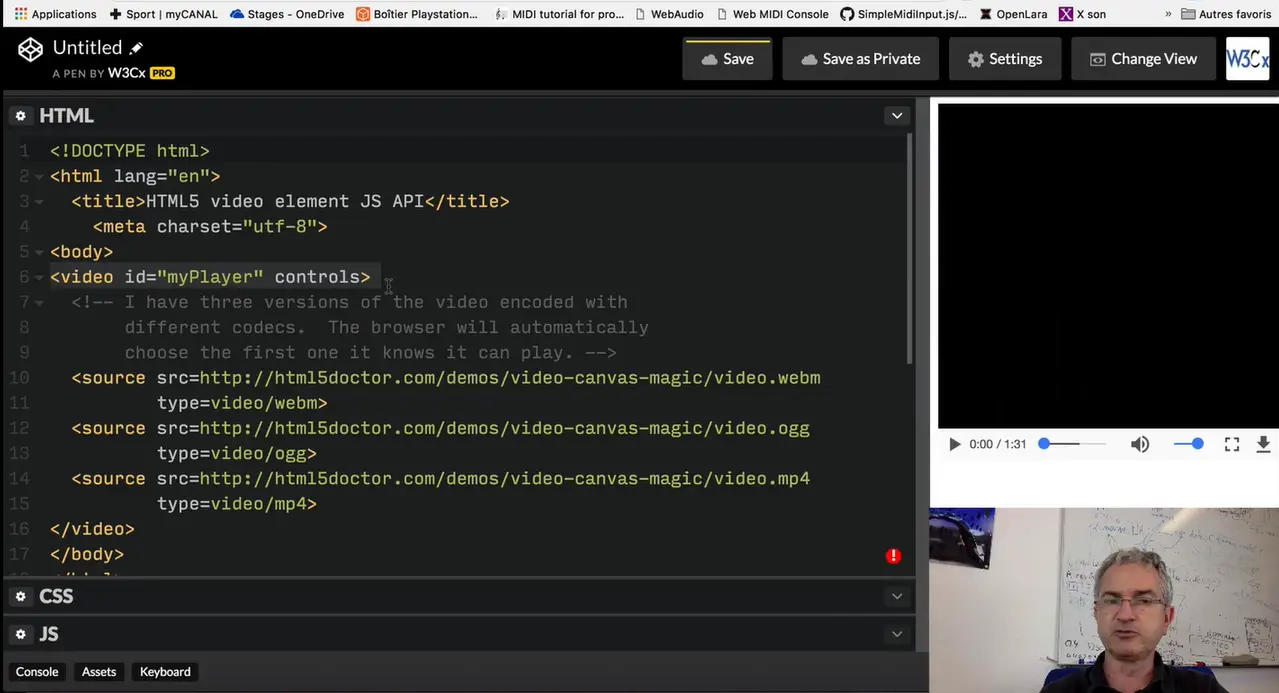 Applications Sport | myCANAL Stages - OneDrive Boîtier Playstation... MIDI tutorial for pro... WebAudio Web MIDI Console SimpleMidiInput.js/... OpenLara X son » Autres favoris
Untitled
A PEN BY W3Cx PRO
Save
Save as Private
Settings
Change View
W3Cx
HTML
1 <!DOCTYPE html>
2 <html lang="en">
3 <title>HTML5 video element JS API</title>
4 <meta charset="utf-8">
5 <body>
6 <video id="myPlayer" controls>
7 <!-- I have three versions of the video encoded with
8 different codecs.  The browser will automatically
9 choose the first one it knows it can play. -->
10 <source src=http://html5doctor.com/demos/video-canvas-magic/video.webm
11 type=video/webm>
12 <source src=http://html5doctor.com/demos/video-canvas-magic/video.ogg
13 type=video/ogg>
14 <source src=http://html5doctor.com/demos/video-canvas-magic/video.mp4
15 type=video/mp4>
16 </video>
17 </body>
0:00 / 1:31
CSS
JS
Console Assets Keyboard